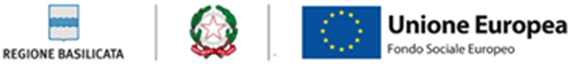 REGIONE BASILICATA
Unione Europea
Fondo Sociale Europeo